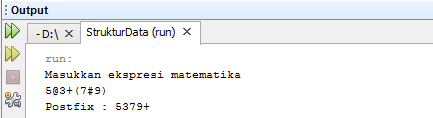 Output
-D:\ StrukturData (run)
run:
Masukkan ekspresi matematika
5@3+(7#9)
Postfix : 5379+